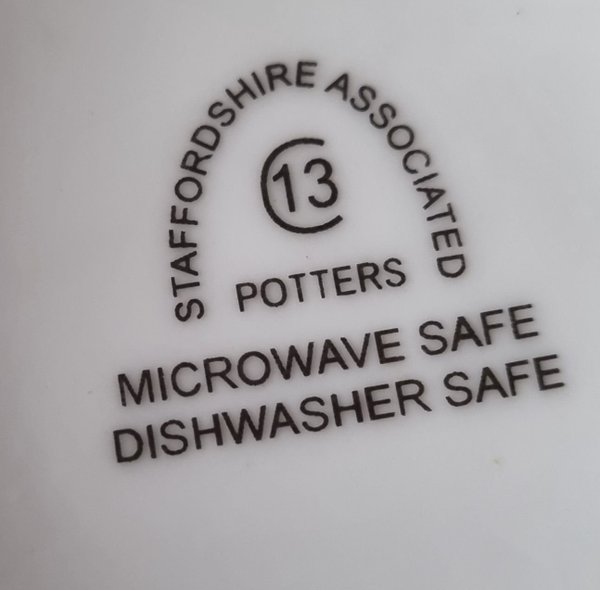 STAFFORDSHIRE ASSOCIATED
C13
POTTERS
MICROWAVE SAFE
DISHWASHER SAFE